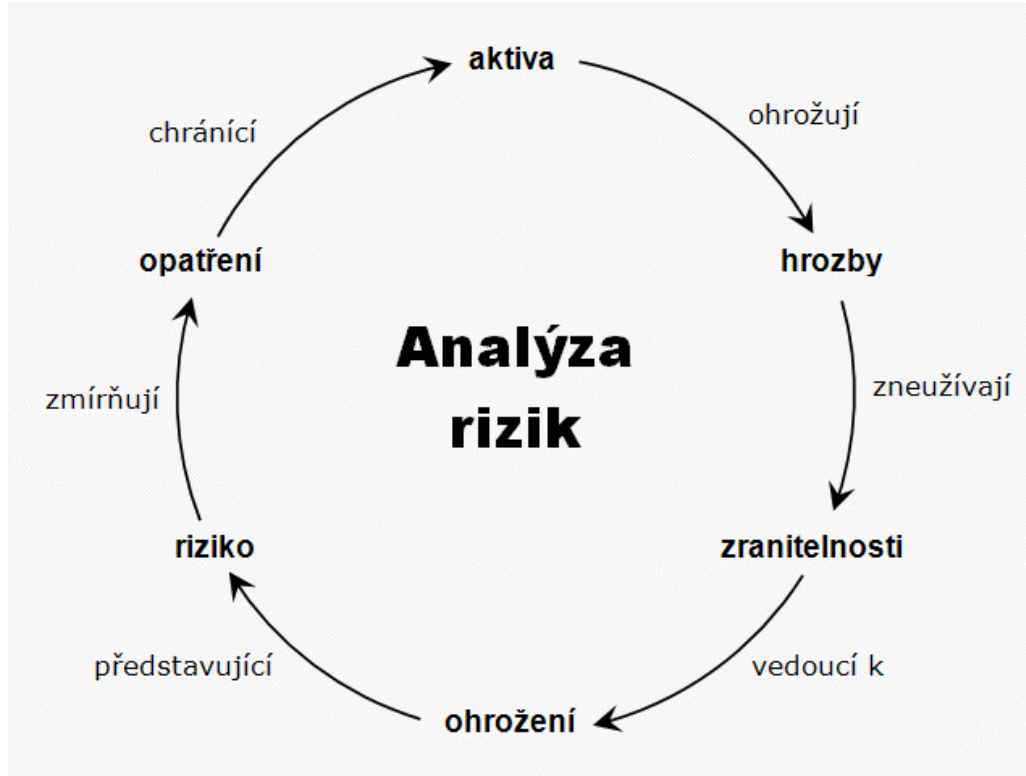 aktiva
ohrožují
hrozby
zneužívají
zranitelnosti
vedoucí k
ohrožení
představující
riziko
zmírňují
opatření
chránící
Analýza
rizik